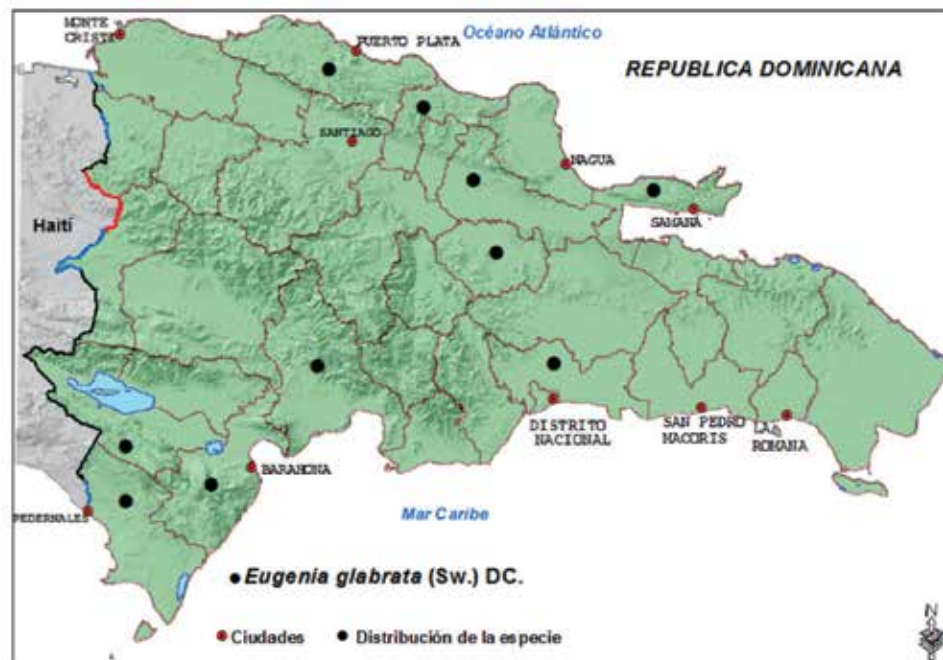 MONTE
CRISTI
PUERTO PLATA
Océano Atlántico
REPUBLICA DOMINICANA
SANTIAGO
NAGUA
SAMANA
Haití
DISTRITO
NACIONAL
SAN PEDRO
MACORIS
LA
ROMANA
BARAHONA
PEDERNALES
Mar Caribe
Eugenia glabrata (Sw.) DC.
Ciudades
Distribución de la especie
N